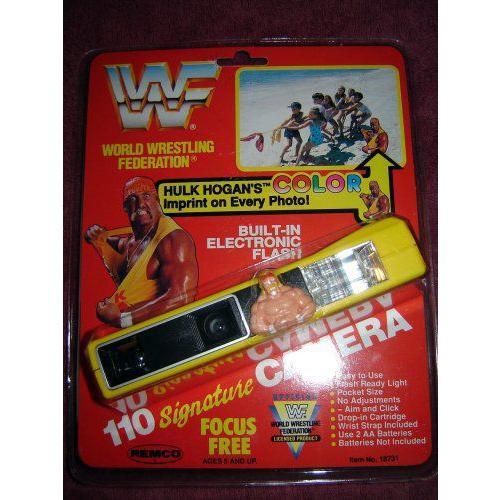 WF
®
WORLD WRESTLING
FEDERATION®
HULK HOGAN'S™ COLOR
Imprint on Every Photo!
BUILT-IN
ELECTRONIC
FLASH
110 Signature
CAMERA
FOCUS
FREE
AGES 5 AND UP.
REMCO
OFFICIAL
WF
WORLD WRESTLING
FEDERATION
LICENSED PRODUCT
Easy to Use
Flash Ready Light
Pocket Size
No Adjustments
– Aim and Click
Drop-in Cartridge
Wrist Strap Included
Use 2 AA Batteries
Batteries Not Included
Item No. 18731